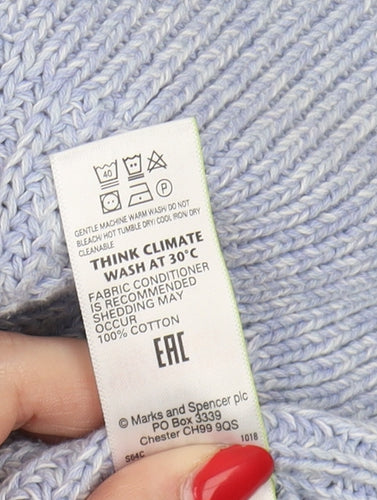 40
P
GENTLE MACHINE WARM WASH/ DO NOT
BLEACH/ HOT TUMBLE DRY/ COOL IRON/ DRY
CLEANABLE
THINK CLIMATE
WASH AT 30°C
FABRIC CONDITIONER
IS RECOMMENDED
SHEDDING MAY
OCCUR
100% COTTON
EAC
© Marks and Spencer plc
PO Box 3339
Chester CH99 9QS
S64C 1018